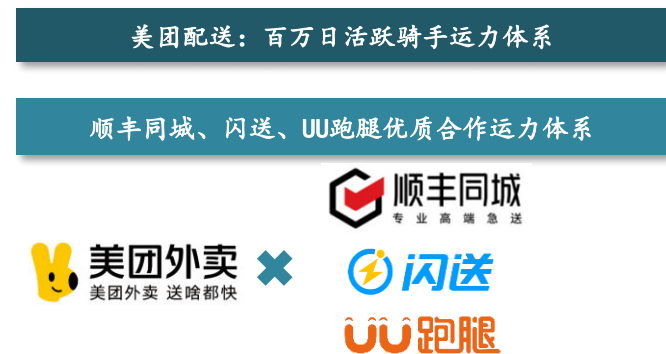 美团配送：百万日活跃骑手运力体系
顺丰同城、闪送、UU跑腿优质合作运力体系
顺丰同城
专业高端急送
美团外卖
美团外卖 送啥都快
闪送
UU跑腿